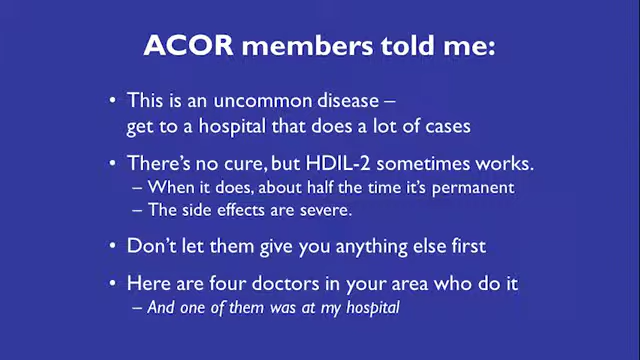 ACOR members told me:
• This is an uncommon disease –
get to a hospital that does a lot of cases
• There's no cure, but HDIL-2 sometimes works.
– When it does, about half the time it's permanent
– The side effects are severe.
• Don't let them give you anything else first
• Here are four doctors in your area who do it
– And one of them was at my hospital